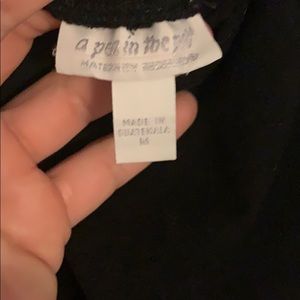 a pea in the pod
MATERNITY
MADE IN
GUATEMALA
M